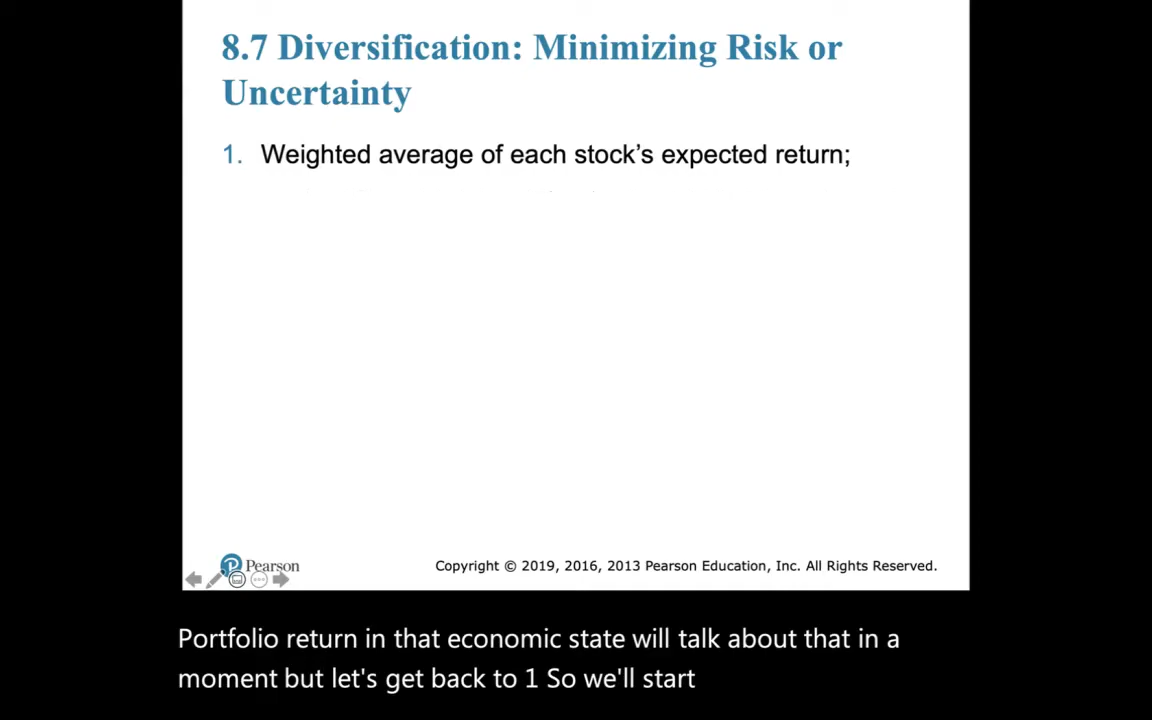 8.7 Diversification: Minimizing Risk or
Uncertainty
1. Weighted average of each stock’s expected return;
Pearson
Copyright © 2019, 2016, 2013 Pearson Education, Inc. All Rights Reserved.
Portfolio return in that economic state will talk about that in a
moment but let's get back to 1 So we'll start